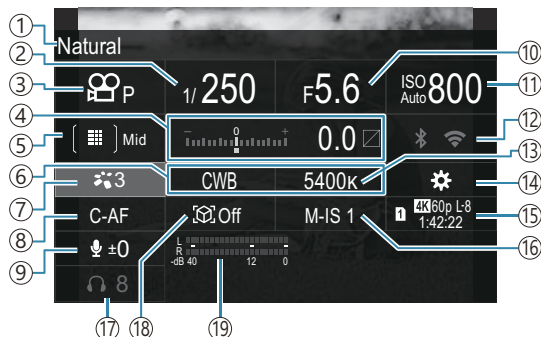 ① Natural
② 1/250 F5.6 ⑩ ISO Auto 800 ⑪
③ P
④ - 0 + 0.0 ⑫
⑤ Mid
⑥ CWB 5400K ⑬
⑦ 3 ⑭
⑧ C-AF Off M-IS 1 1 4K 60p L-8 ⑮
1:42:22
⑨ ±0 L ⑯
R
-dB 40 12 0
8
⑰ ⑱ ⑲